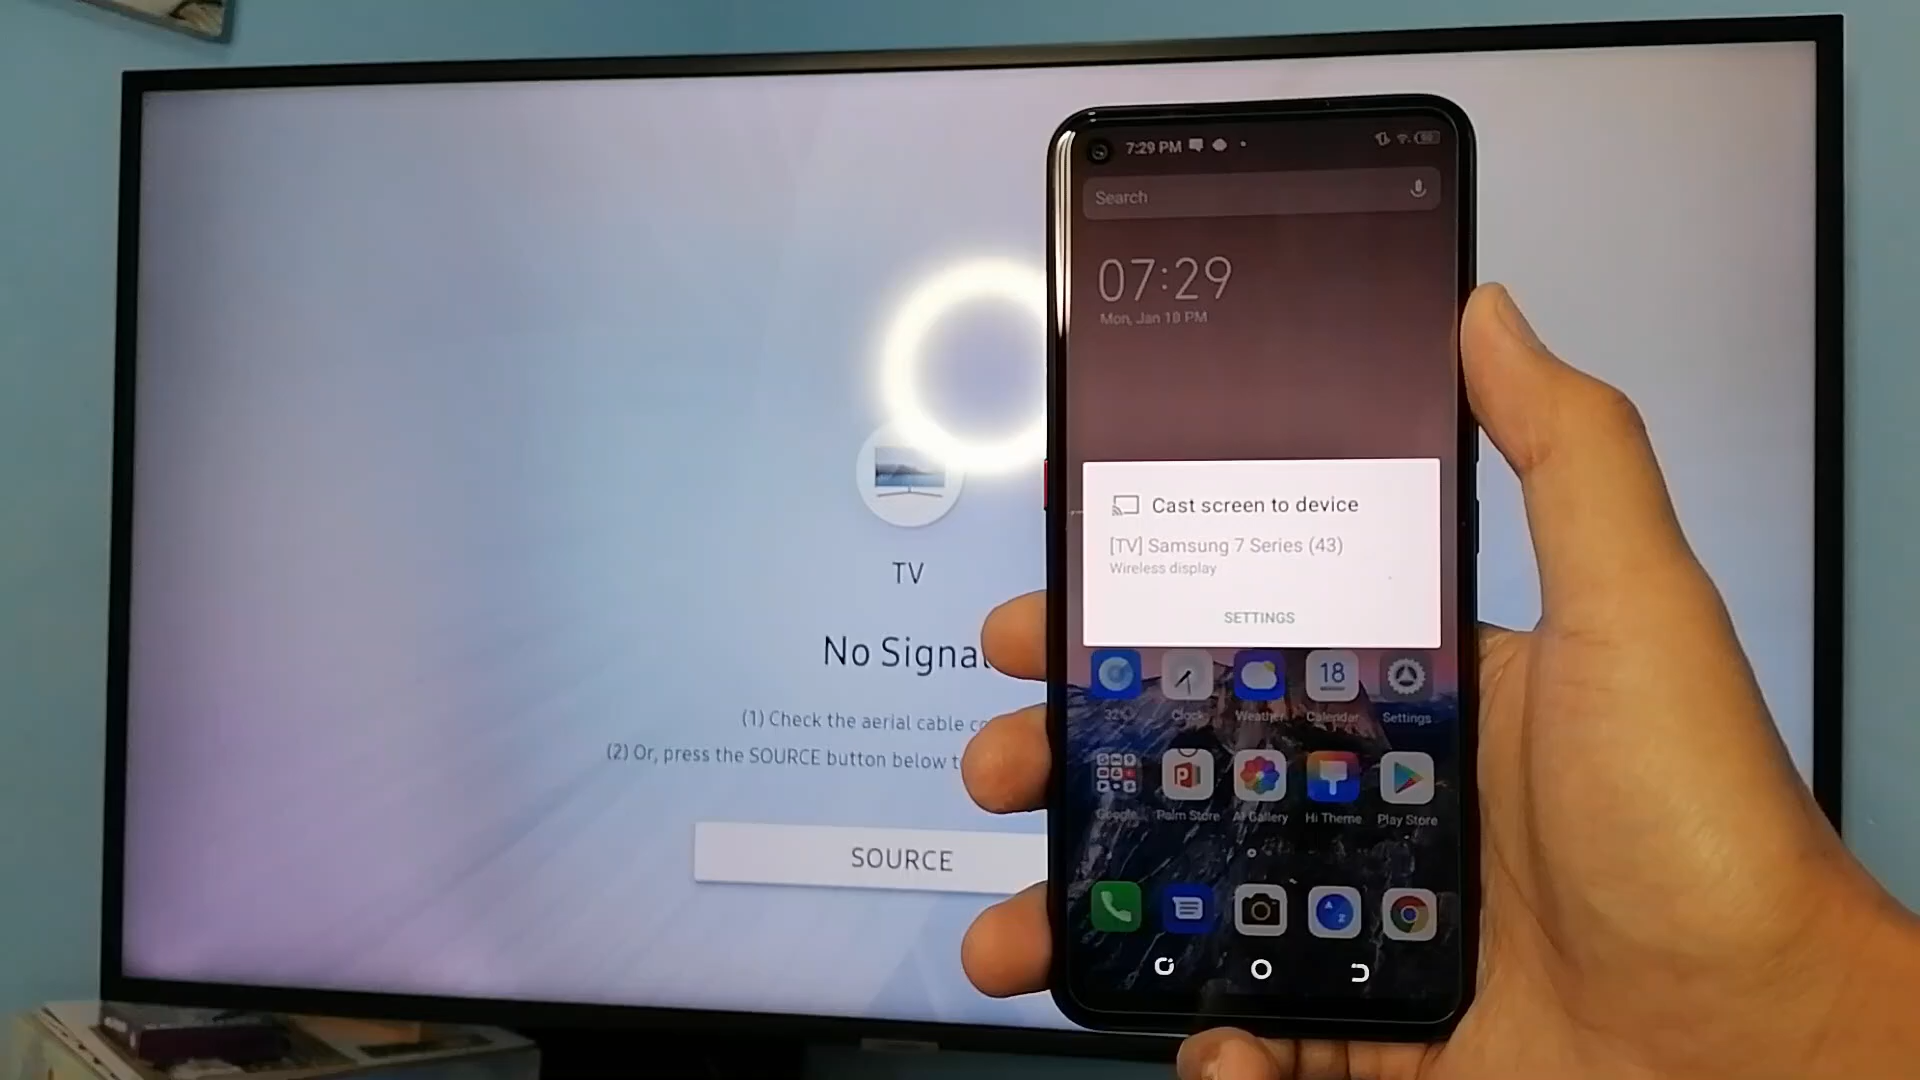 TV
No Signal
(1) Check the aerial cable
(2) Or, press the SOURCE button below
SOURCE
7:29 PM
Search
07:29
Mon, Jan 18 PM
Cast screen to device
[TV] Samsung 7 Series (43)
Wireless display
SETTINGS
18
Clock Weather Calendar Settings
Google Palm Store AI Gallery Hi Theme Play Store